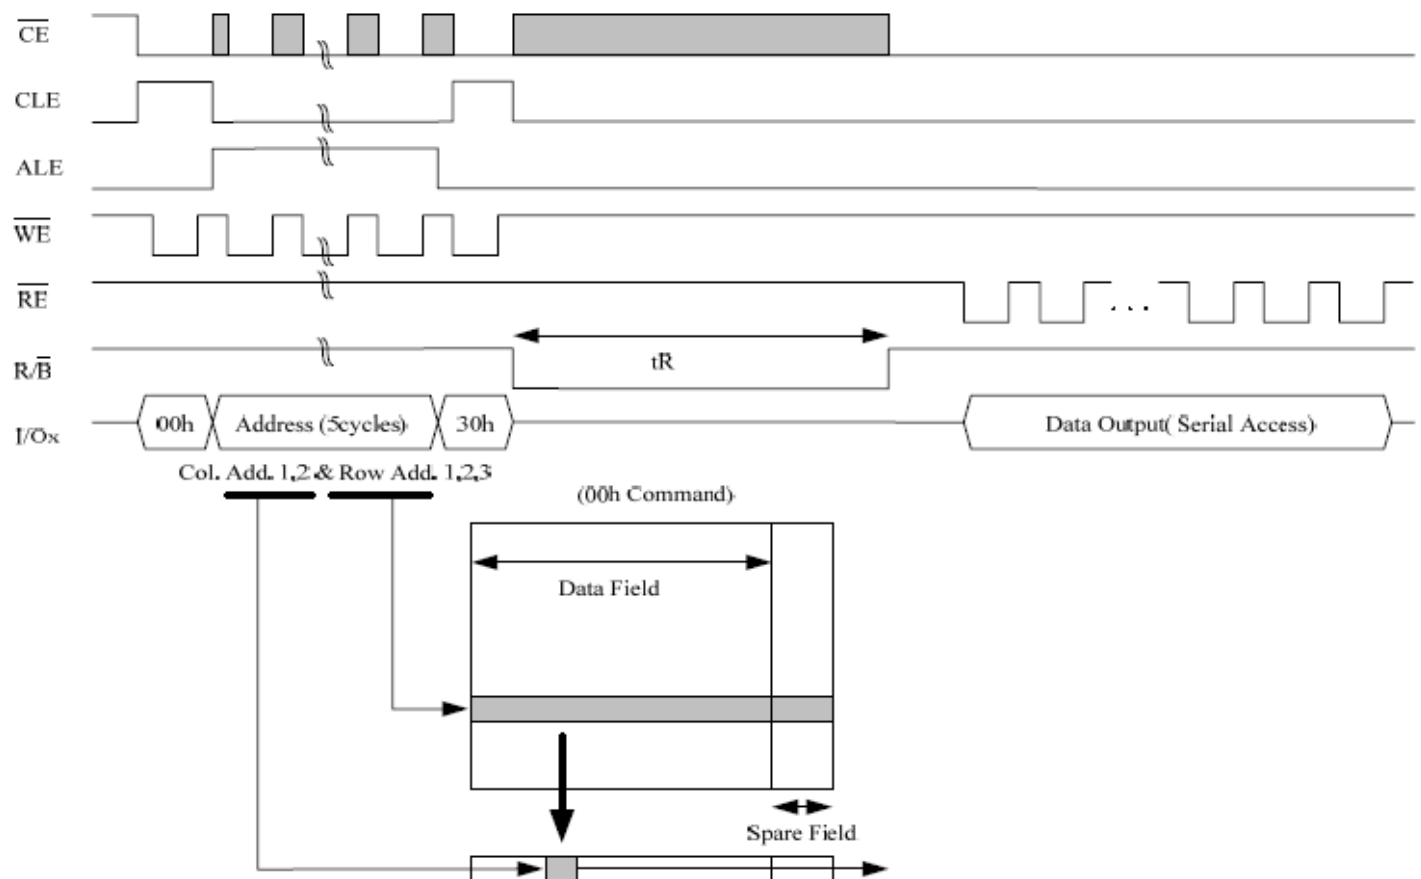 CE
CLE
ALE
WE
RE
. . .
R/B
tR
I/Ox
00h
Address (5cycles)
30h
Data Output( Serial Access)
Col. Add. 1,2 & Row Add. 1,2,3
(00h Command)
Data Field
Spare Field